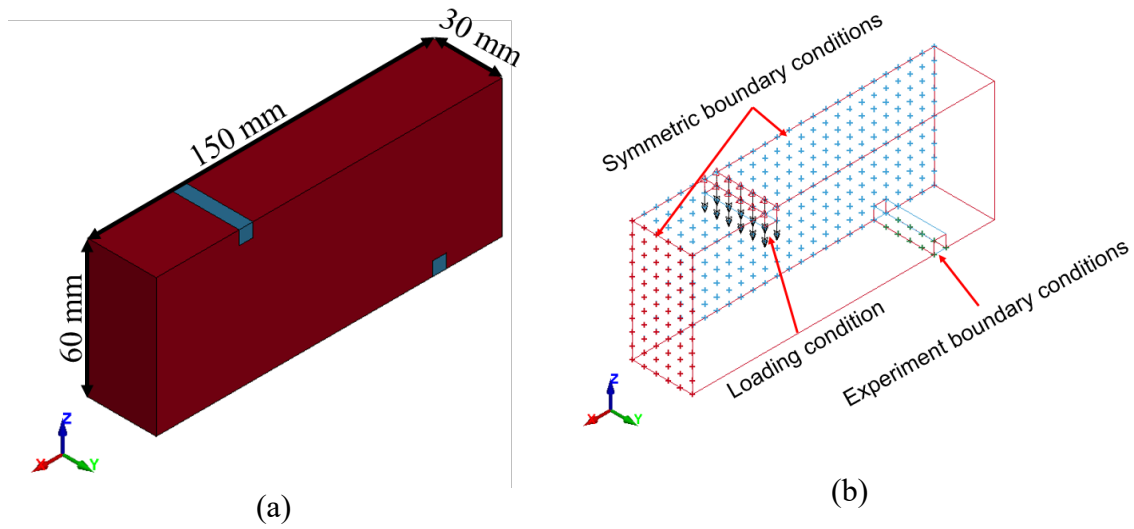 30 mm
150 mm
60 mm
Z
X
Y
(a)
Symmetric boundary conditions
Loading condition
Experiment boundary conditions
Z
X
Y
(b)